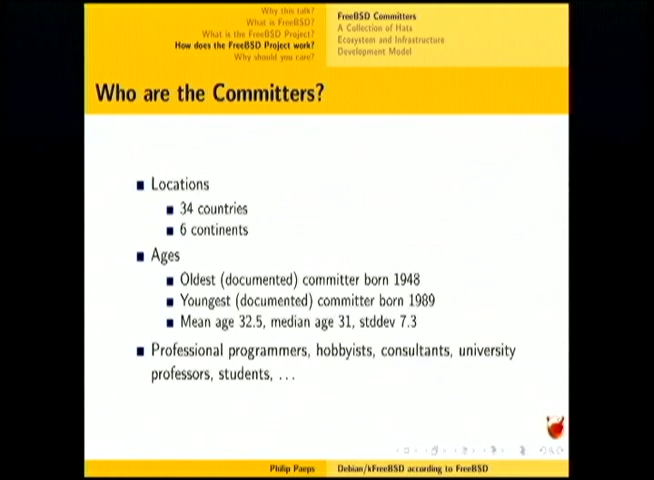 Why this talk?
What is FreeBSD?
What is the FreeBSD Project?
How does the FreeBSD Project work?
Why should you care?
FreeBSD Committers
A Collection of Hats
Ecosystem and Infrastructure
Development Model
Who are the Committers?
Locations
34 countries
6 continents
Ages
Oldest (documented) committer born 1948
Youngest (documented) committer born 1989
Mean age 32.5, median age 31, stddev 7.3
Professional programmers, hobbyists, consultants, university
professors, students, ...
Philip Paeps
Debian/kFreeBSD according to FreeBSD